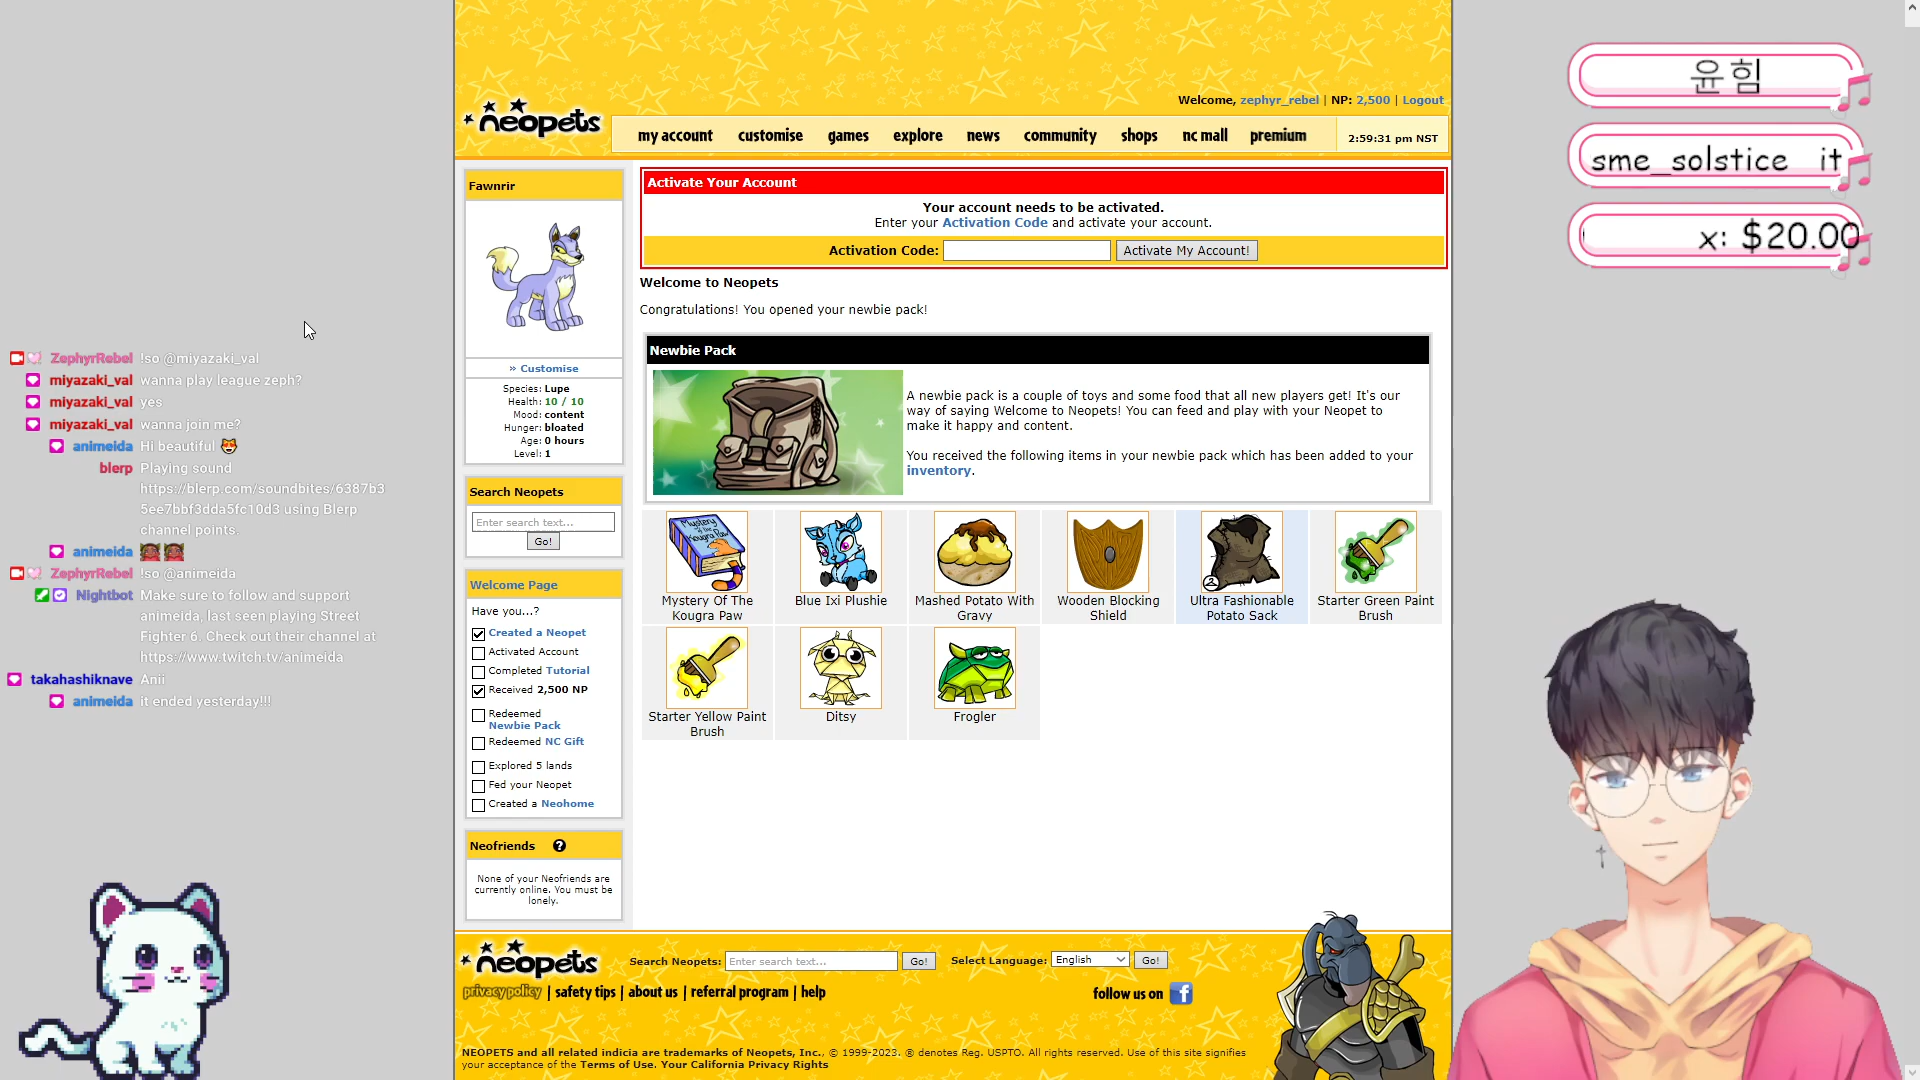 Welcome, zephyr_rebel | NP: 2,500 | Logout
neopets
my account customise games explore news community shops nc mall premium 2:59:31 pm NST
Fawnrir
» Customise
Species: Lupe
Health: 10 / 10
Mood: content
Hunger: bloated
Age: 0 hours
Level: 1
Search Neopets
Enter search text...
Go!
Welcome Page
Have you...?
Created a Neopet
Activated Account
Completed Tutorial
Received 2,500 NP
Redeemed
Newbie Pack
Redeemed NC Gift
Explored 5 lands
Fed your Neopet
Created a Neohome
Neofriends ?
None of your Neofriends are
currently online. You must be
lonely.
Activate Your Account
Your account needs to be activated.
Enter your Activation Code and activate your account.
Activation Code: Activate My Account!
Welcome to Neopets
Congratulations! You opened your newbie pack!
Newbie Pack
A newbie pack is a couple of toys and some food that all new players get! It's our
way of saying Welcome to Neopets! You can feed and play with your Neopet to
make it happy and content.
You received the following items in your newbie pack which has been added to your
inventory.
Mystery of the Kougra Paw
Mystery Of The
Kougra Paw
Blue Ixi Plushie
Mashed Potato With
Gravy
Wooden Blocking
Shield
Ultra Fashionable
Potato Sack
Starter Green Paint
Brush
Starter Yellow Paint
Brush
Ditsy
Frogler
neopets
Search Neopets: Enter search text... Go! Select Language: English Go!
privacy policy | safety tips | about us | referral program | help
follow us on f
NEOPETS and all related indicia are trademarks of Neopets, Inc., © 1999-2023. ® denotes Reg. USPTO. All rights reserved. Use of this site signifies
your acceptance of the Terms of Use. Your California Privacy Rights
ZephyrRebel !so @miyazaki_val
miyazaki_val wanna play league zeph?
miyazaki_val yes
miyazaki_val wanna join me?
animeida Hi beautiful
blerp Playing sound
https://blerp.com/soundbites/6387b3
5ee7bbf3dda5fc10d3 using Blerp
channel points.
animeida
ZephyrRebel !so @animeida
Nightbot Make sure to follow and support
animeida, last seen playing Street
Fighter 6. Check out their channel at
https://www.twitch.tv/animeida
takahashiknave Anii
animeida it ended yesterday!!!
윤힘
sme_solstice it
x: $20.00